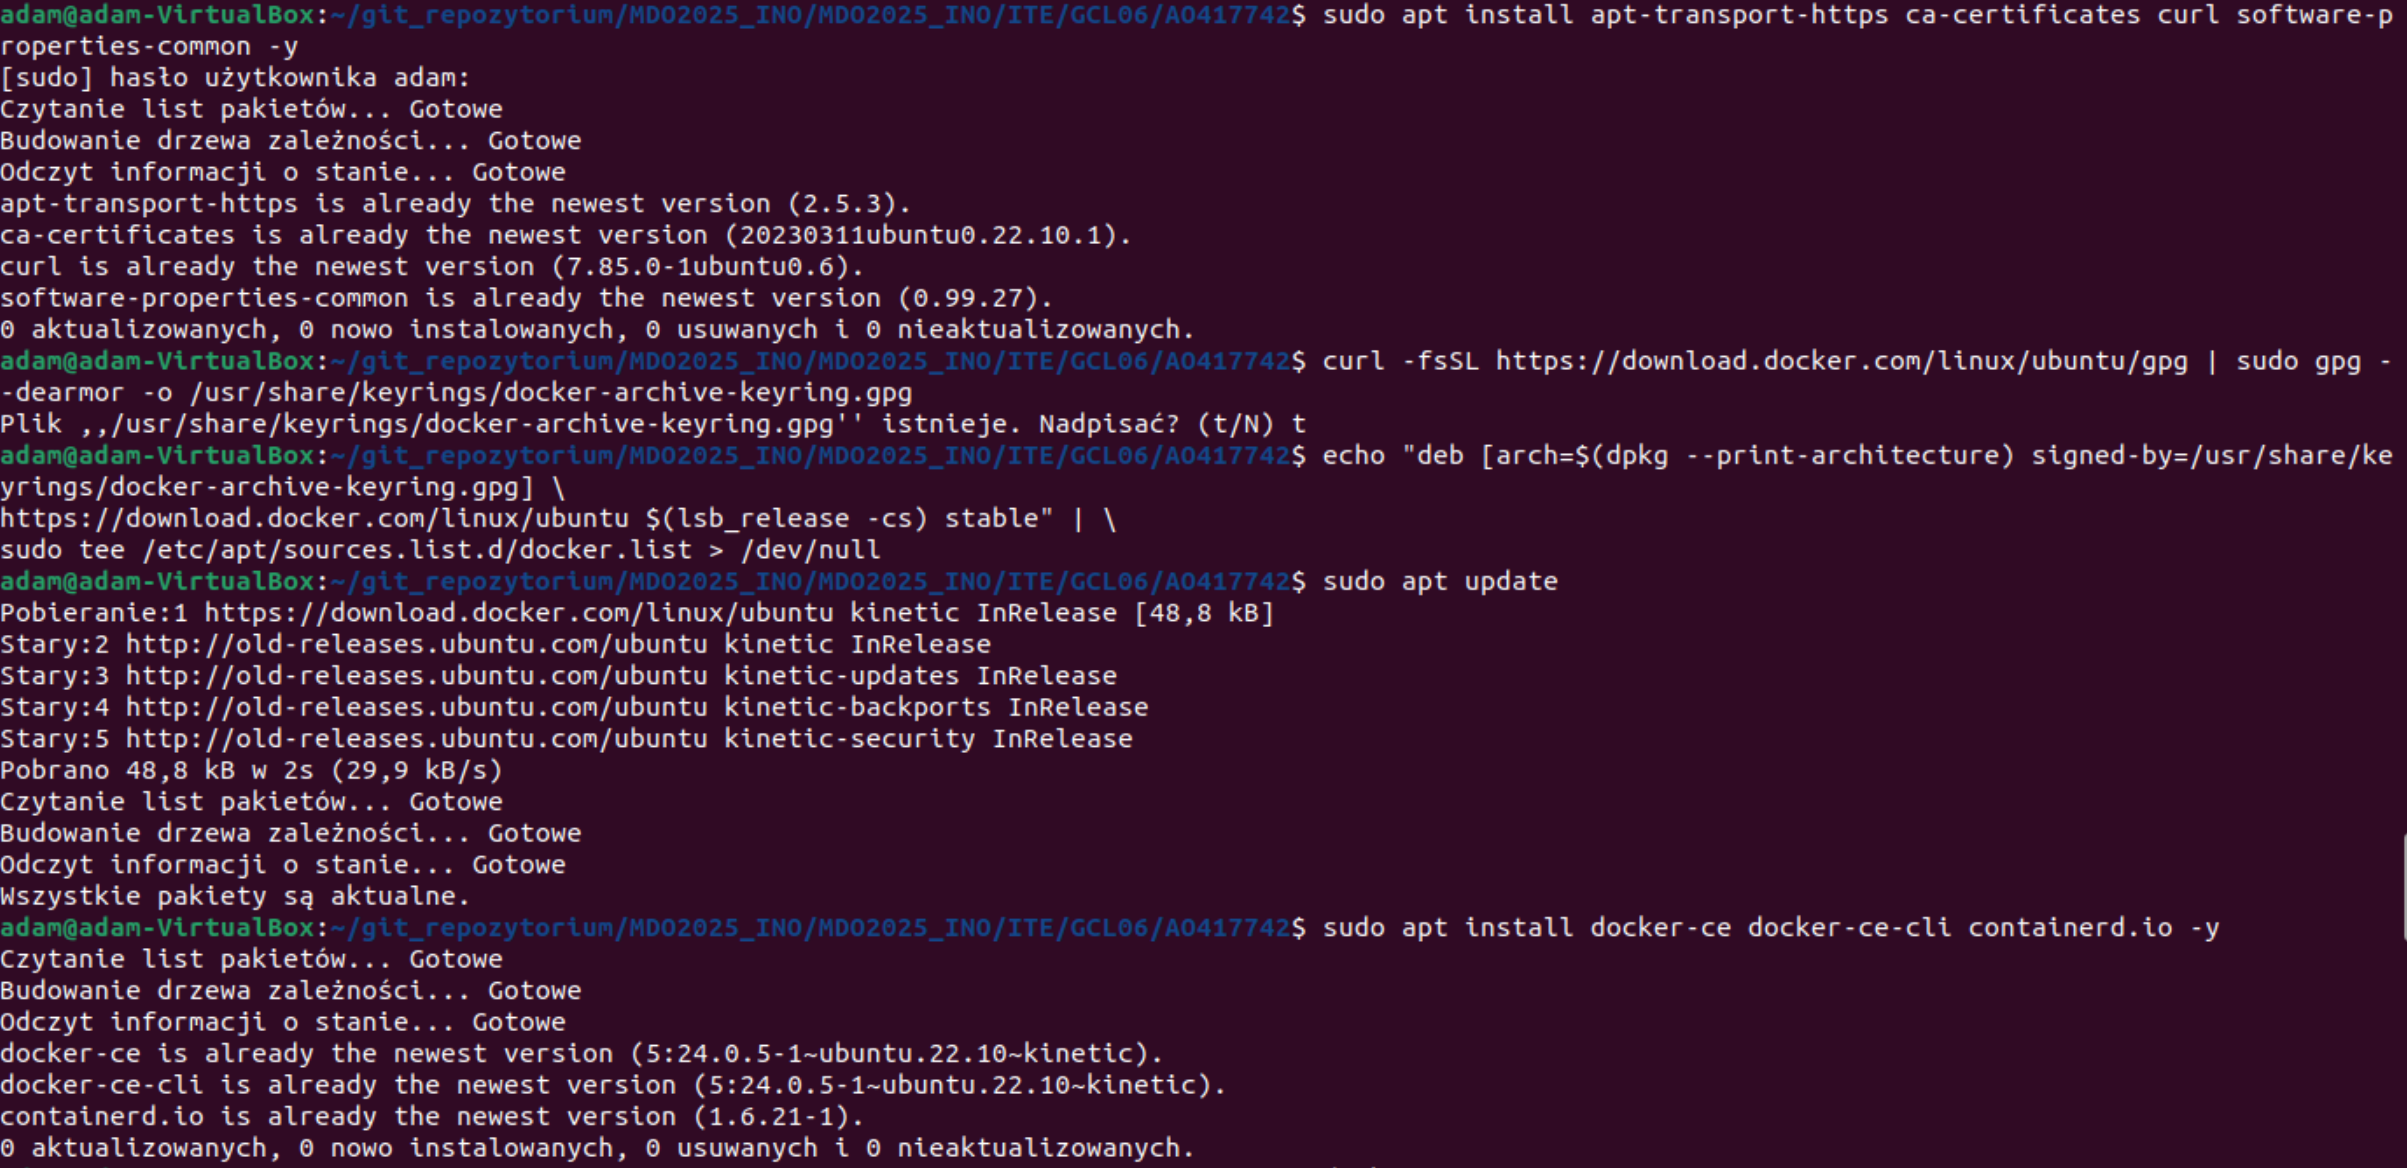 adam@adam-VirtualBox:~/git_repozytorium/MDO2025_INO/MDO2025_INO/ITE/GCL06/AO417742$ sudo apt install apt-transport-https ca-certificates curl software-p
roperties-common -y
[sudo] hasło użytkownika adam:
Czytanie list pakietów... Gotowe
Budowanie drzewa zależności... Gotowe
Odczyt informacji o stanie... Gotowe
apt-transport-https is already the newest version (2.5.3).
ca-certificates is already the newest version (20230311ubuntu0.22.10.1).
curl is already the newest version (7.85.0-1ubuntu0.6).
software-properties-common is already the newest version (0.99.27).
0 aktualizowanych, 0 nowo instalowanych, 0 usuwanych i 0 nieaktualizowanych.
adam@adam-VirtualBox:~/git_repozytorium/MDO2025_INO/MDO2025_INO/ITE/GCL06/AO417742$ curl -fsSL https://download.docker.com/linux/ubuntu/gpg | sudo gpg -
-dearmor -o /usr/share/keyrings/docker-archive-keyring.gpg
Plik ,,/usr/share/keyrings/docker-archive-keyring.gpg'' istnieje. Nadpisać? (t/N) t
adam@adam-VirtualBox:~/git_repozytorium/MDO2025_INO/MDO2025_INO/ITE/GCL06/AO417742$ echo "deb [arch=$(dpkg --print-architecture) signed-by=/usr/share/ke
yrings/docker-archive-keyring.gpg] \
https://download.docker.com/linux/ubuntu $(lsb_release -cs) stable" | \
sudo tee /etc/apt/sources.list.d/docker.list > /dev/null
adam@adam-VirtualBox:~/git_repozytorium/MDO2025_INO/MDO2025_INO/ITE/GCL06/AO417742$ sudo apt update
Pobieranie:1 https://download.docker.com/linux/ubuntu kinetic InRelease [48,8 kB]
Stary:2 http://old-releases.ubuntu.com/ubuntu kinetic InRelease
Stary:3 http://old-releases.ubuntu.com/ubuntu kinetic-updates InRelease
Stary:4 http://old-releases.ubuntu.com/ubuntu kinetic-backports InRelease
Stary:5 http://old-releases.ubuntu.com/ubuntu kinetic-security InRelease
Pobrano 48,8 kB w 2s (29,9 kB/s)
Czytanie list pakietów... Gotowe
Budowanie drzewa zależności... Gotowe
Odczyt informacji o stanie... Gotowe
Wszystkie pakiety są aktualne.
adam@adam-VirtualBox:~/git_repozytorium/MDO2025_INO/MDO2025_INO/ITE/GCL06/AO417742$ sudo apt install docker-ce docker-ce-cli containerd.io -y
Czytanie list pakietów... Gotowe
Budowanie drzewa zależności... Gotowe
Odczyt informacji o stanie... Gotowe
docker-ce is already the newest version (5:24.0.5-1~ubuntu.22.10~kinetic).
docker-ce-cli is already the newest version (5:24.0.5-1~ubuntu.22.10~kinetic).
containerd.io is already the newest version (1.6.21-1).
0 aktualizowanych, 0 nowo instalowanych, 0 usuwanych i 0 nieaktualizowanych.